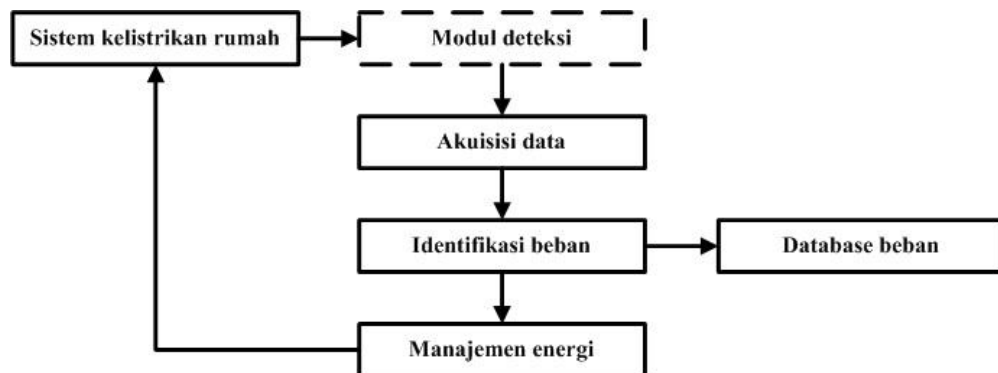 Sistem kelistrikan rumah
Modul deteksi
Akuisisi data
Identifikasi beban
Database beban
Manajemen energi